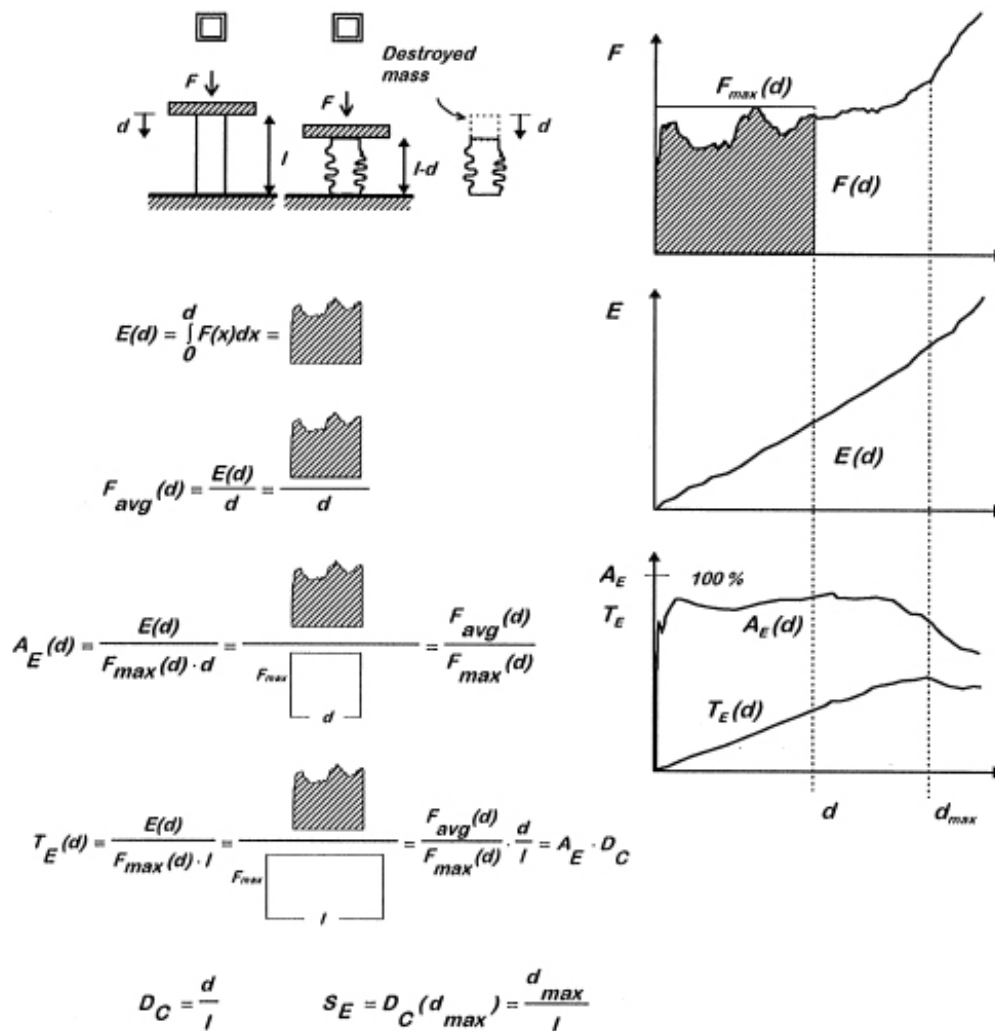 Destroyed
mass
F
F
d
l
l-d
d
F
F_max(d)
F(d)
E(d) = ∫_0^d F(x)dx =
E
E(d)
F_avg(d) = E(d)/d = /d
A_E
T_E
100 %
A_E(d)
T_E(d)
d
d_max
A_E(d) = E(d)/(F_max(d) · d) = = F_avg(d)/F_max(d)
F_max
d
T_E(d) = E(d)/(F_max(d) · l) = = F_avg(d)/F_max(d) · d/l = A_E · D_C
F_max
l
D_C = d/l
S_E = D_C(d_max) = d_max/l